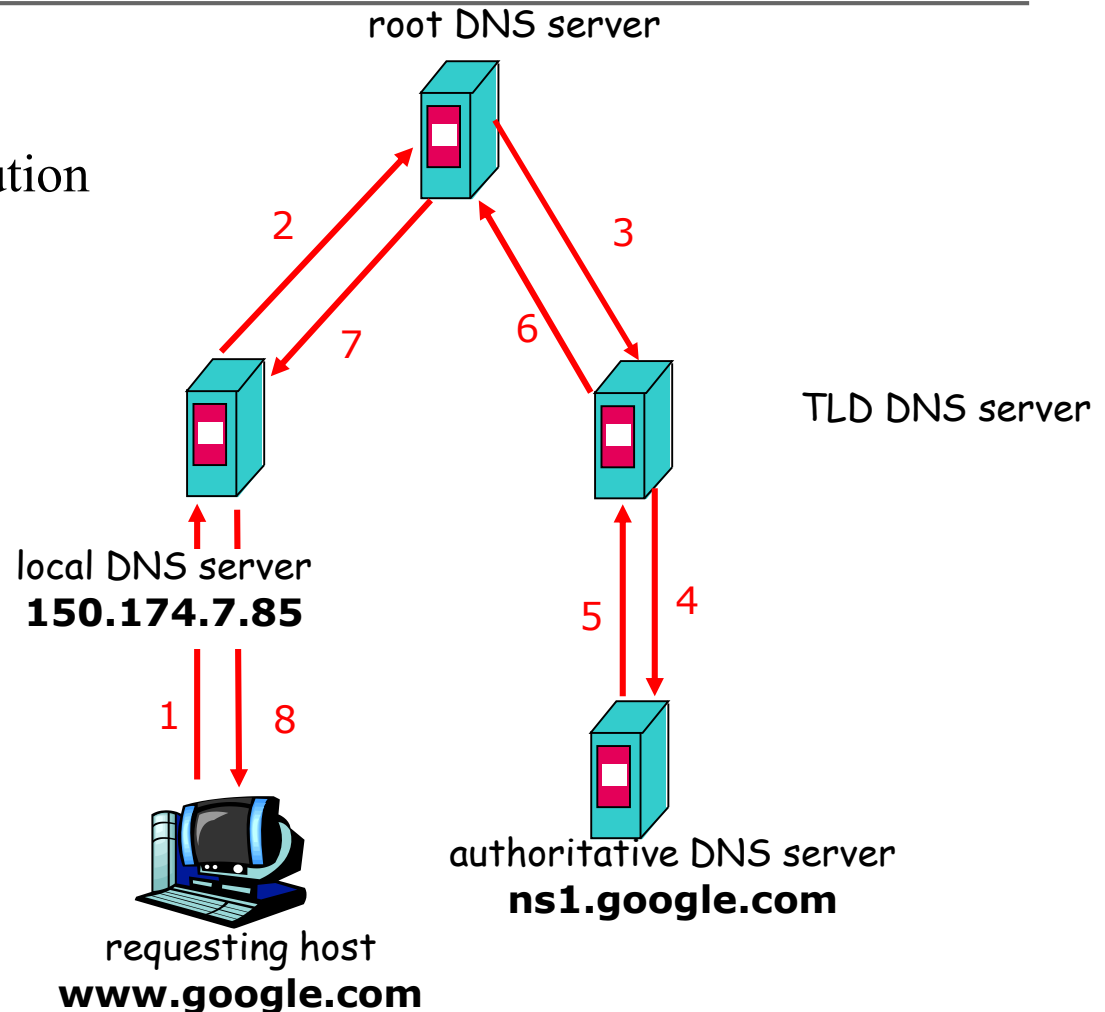 root DNS server
2
3
7
6
TLD DNS server
local DNS server
150.174.7.85
5
4
1
8
authoritative DNS server
ns1.google.com
requesting host
www.google.com